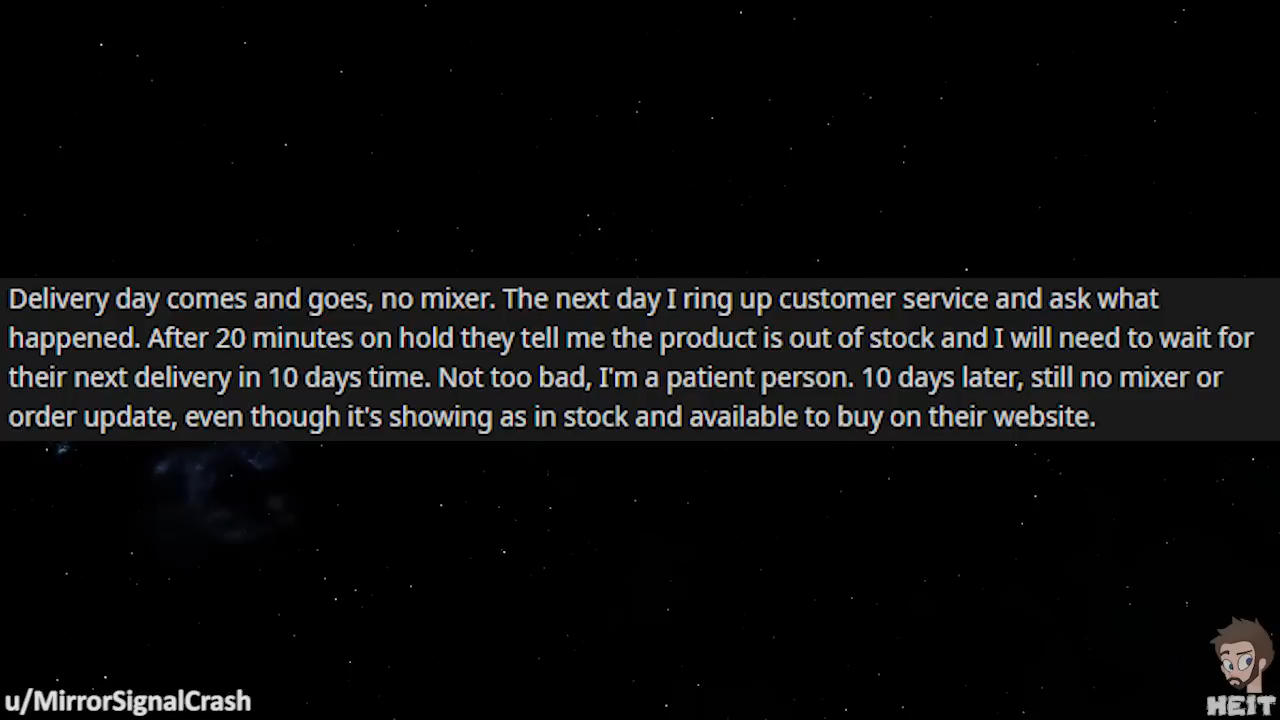 Delivery day comes and goes, no mixer. The next day I ring up customer service and ask what
happened. After 20 minutes on hold they tell me the product is out of stock and I will need to wait for
their next delivery in 10 days time. Not too bad, I'm a patient person. 10 days later, still no mixer or
order update, even though it's showing as in stock and available to buy on their website.
u/MirrorSignalCrash
HEIT